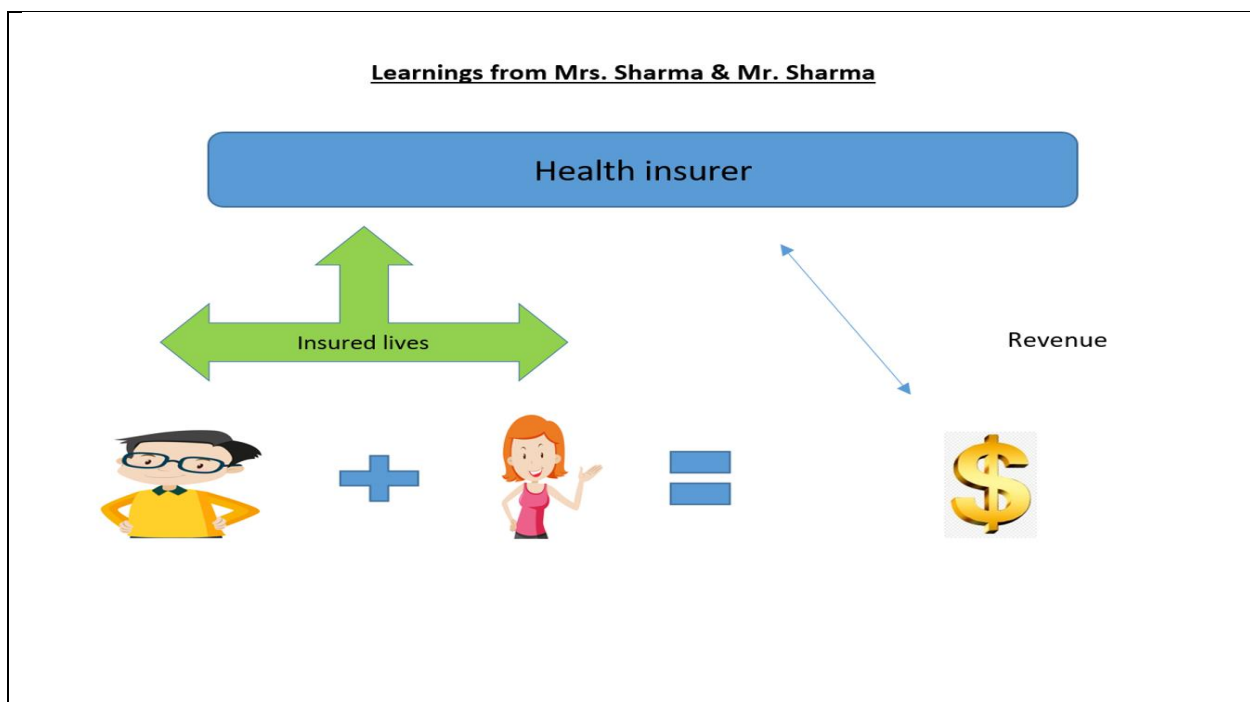 Learnings from Mrs. Sharma & Mr. Sharma
Health insurer
Insured lives
Revenue